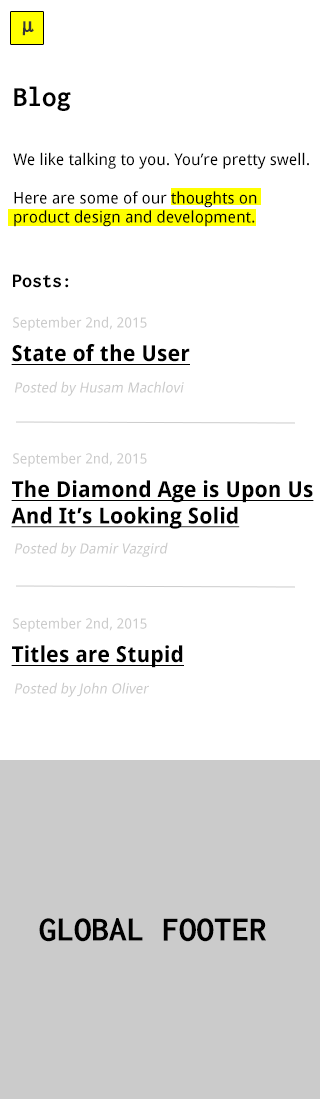 μ
Blog
We like talking to you. You’re pretty swell.
Here are some of our thoughts on
product design and development.
Posts:
September 2nd, 2015
State of the User
Posted by Husam Machlovi
September 2nd, 2015
The Diamond Age is Upon Us
And It’s Looking Solid
Posted by Damir Vazgird
September 2nd, 2015
Titles are Stupid
Posted by John Oliver
GLOBAL FOOTER